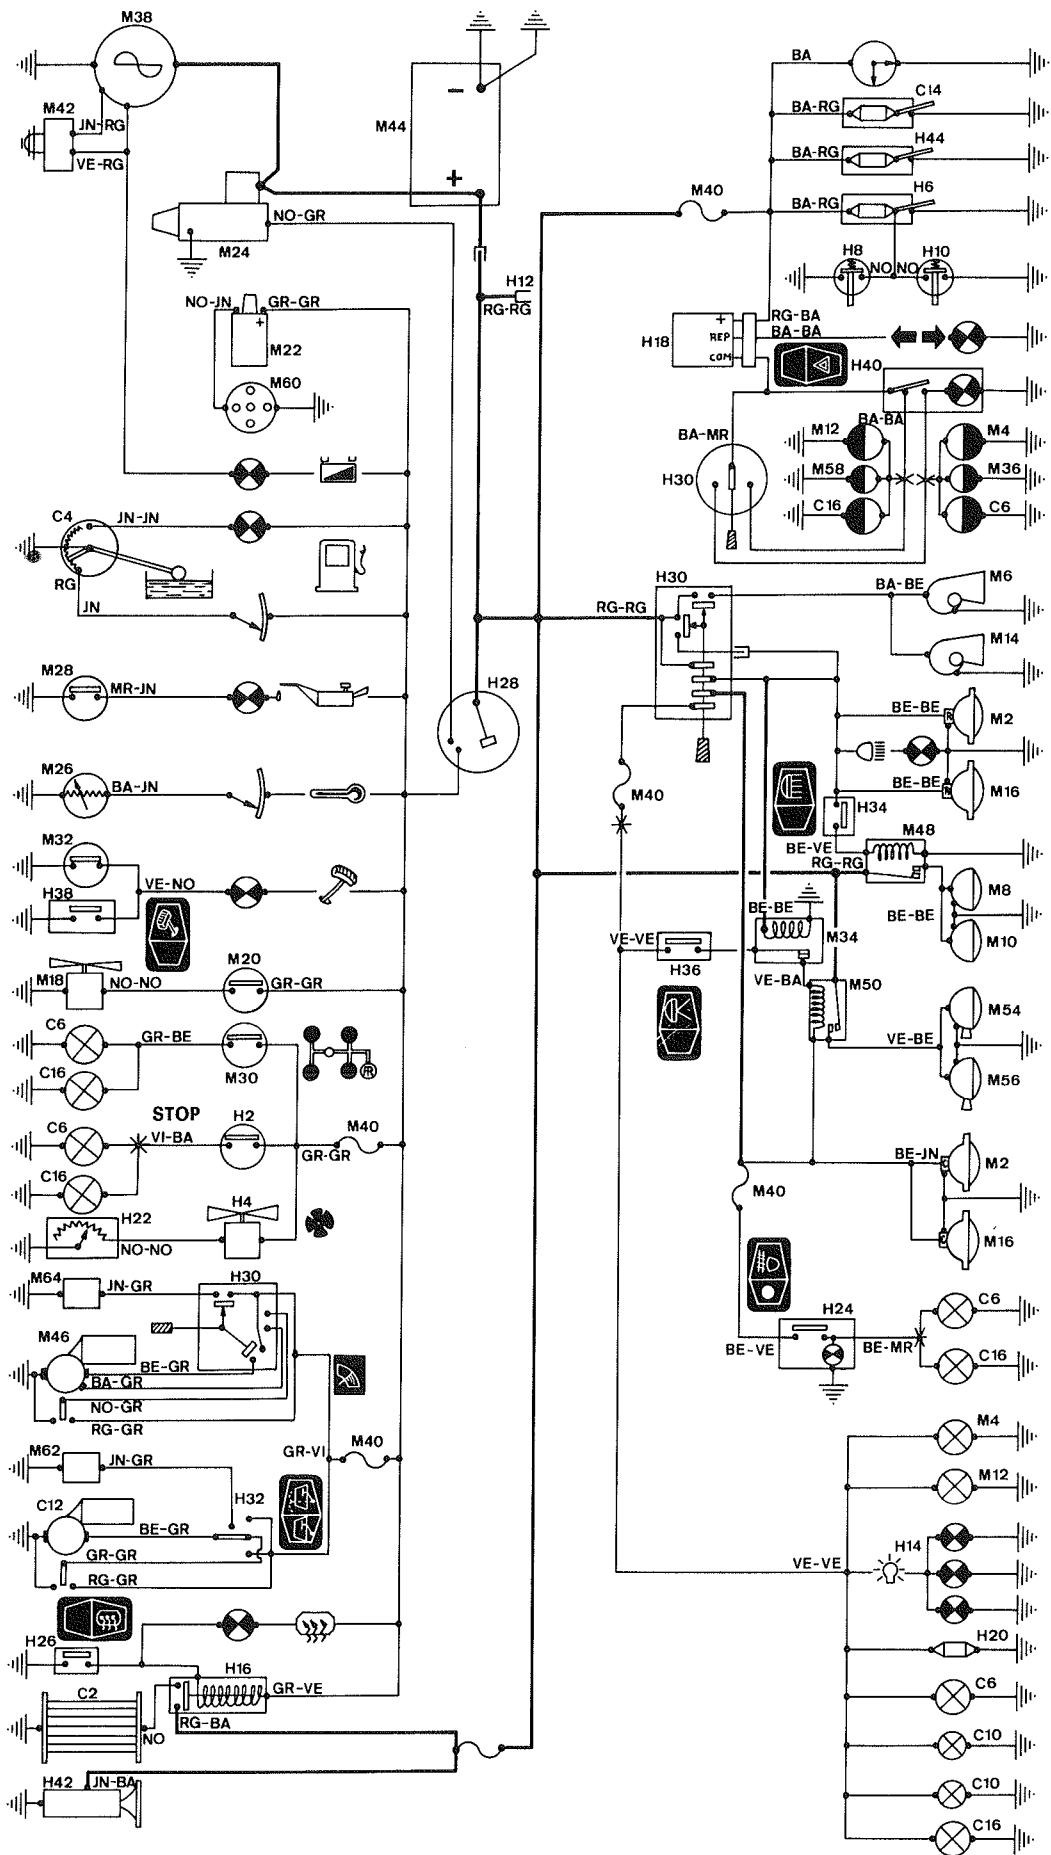 M38
M42
JN-RG
VE-RG
M44
-
+
NO-GR
M24
NO-JN
GR-GR
+
M22
M60
H12
RG-RG
C4
JN-JN
RG
JN
M28
MR-JN
H28
M26
BA-JN
M32
VE-NO
H38
M18
NO-NO
M20
GR-GR
C6
GR-BE
C16
M30
STOP
C6
VI-BA
H2
M40
GR-GR
C16
H22
H4
NO-NO
M64
JN-GR
H30
M46
BE-GR
BA-GR
NO-GR
RG-GR
M62
JN-GR
GR-VI
M40
C12
H32
BE-GR
GR-GR
RG-GR
H26
H16
GR-VE
C2
NO
RG-BA
H42
JN-BA
BA
BA-RG
C14
BA-RG
H44
M40
BA-RG
H6
H8
NO
NO
H10
RG-BA
+
H18
REP
BA-BA
COM
H40
BA-BA
M12
M4
BA-MR
M58
M36
H30
C16
C6
H30
BA-BE
M6
RG-RG
M14
BE-BE
M2
BE-BE
M16
M40
H34
M48
BE-VE
RG-RG
M8
BE-BE
BE-BE
M10
M34
VE-VE
H36
VE-BA
M50
M54
VE-BE
M56
BE-JN
M2
M40
M16
H24
C6
BE-VE
BE-MR
C16
M4
M12
H14
VE-VE
H20
C6
C10
C10
C16